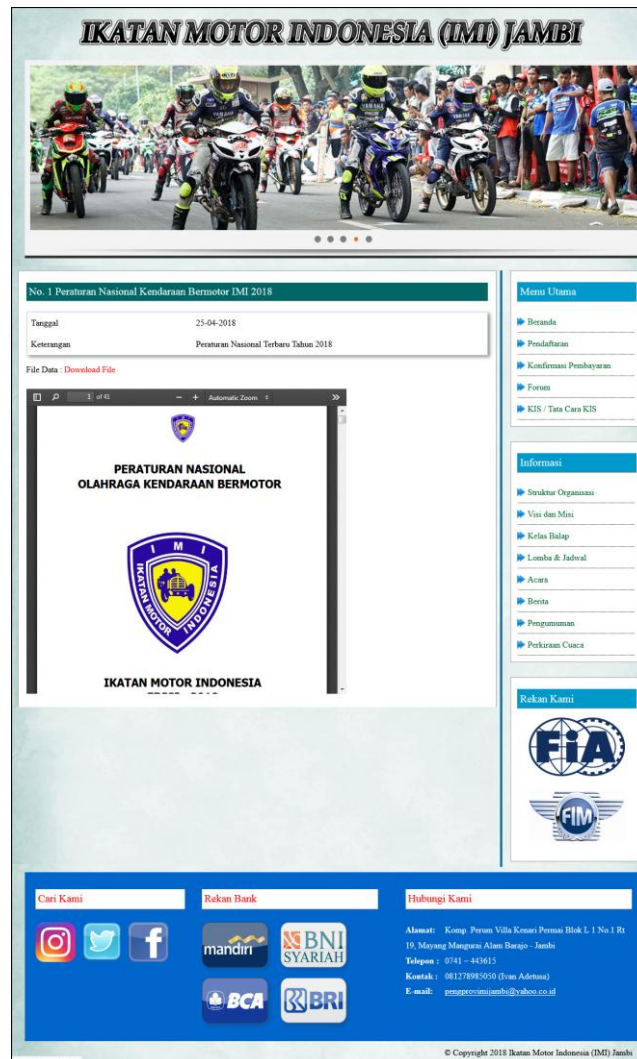 IKATAN MOTOR INDONESIA (IMI) JAMBI
No. 1 Peraturan Nasional Kendaraan Bermotor IMI 2018
Tanggal 25-04-2018
Keterangan Peraturan Nasional Terbaru Tahun 2018
File Data : Download File
1 of 41 − + Automatic Zoom
PERATURAN NASIONAL
OLAHRAGA KENDARAAN BERMOTOR
I M I
IKATAN MOTOR INDONESIA
IKATAN MOTOR INDONESIA
Menu Utama
Beranda
Pendaftaran
Konfirmasi Pembayaran
Forum
KIS / Tata Cara KIS
Informasi
Struktur Organisasi
Visi dan Misi
Kelas Balap
Lomba & Jadwal
Acara
Berita
Pengumuman
Perkiraan Cuaca
Rekan Kami
FiA
FIM
Cari Kami
Rekan Bank
mandiri
BNI
SYARIAH
BCA
BRI
Hubungi Kami
Alamat: Komp. Perum Villa Kenari Permai Blok L 1 No.1 Rt
19, Mayang Mangurai Alam Barajo - Jambi
Telepon : 0741 – 443615
Kontak : 081278985050 (Ivan Adetusa)
E-mail: pengprovimijambi@yahoo.co.id
© Copyright 2018 Ikatan Motor Indonesia (IMI) Jambi